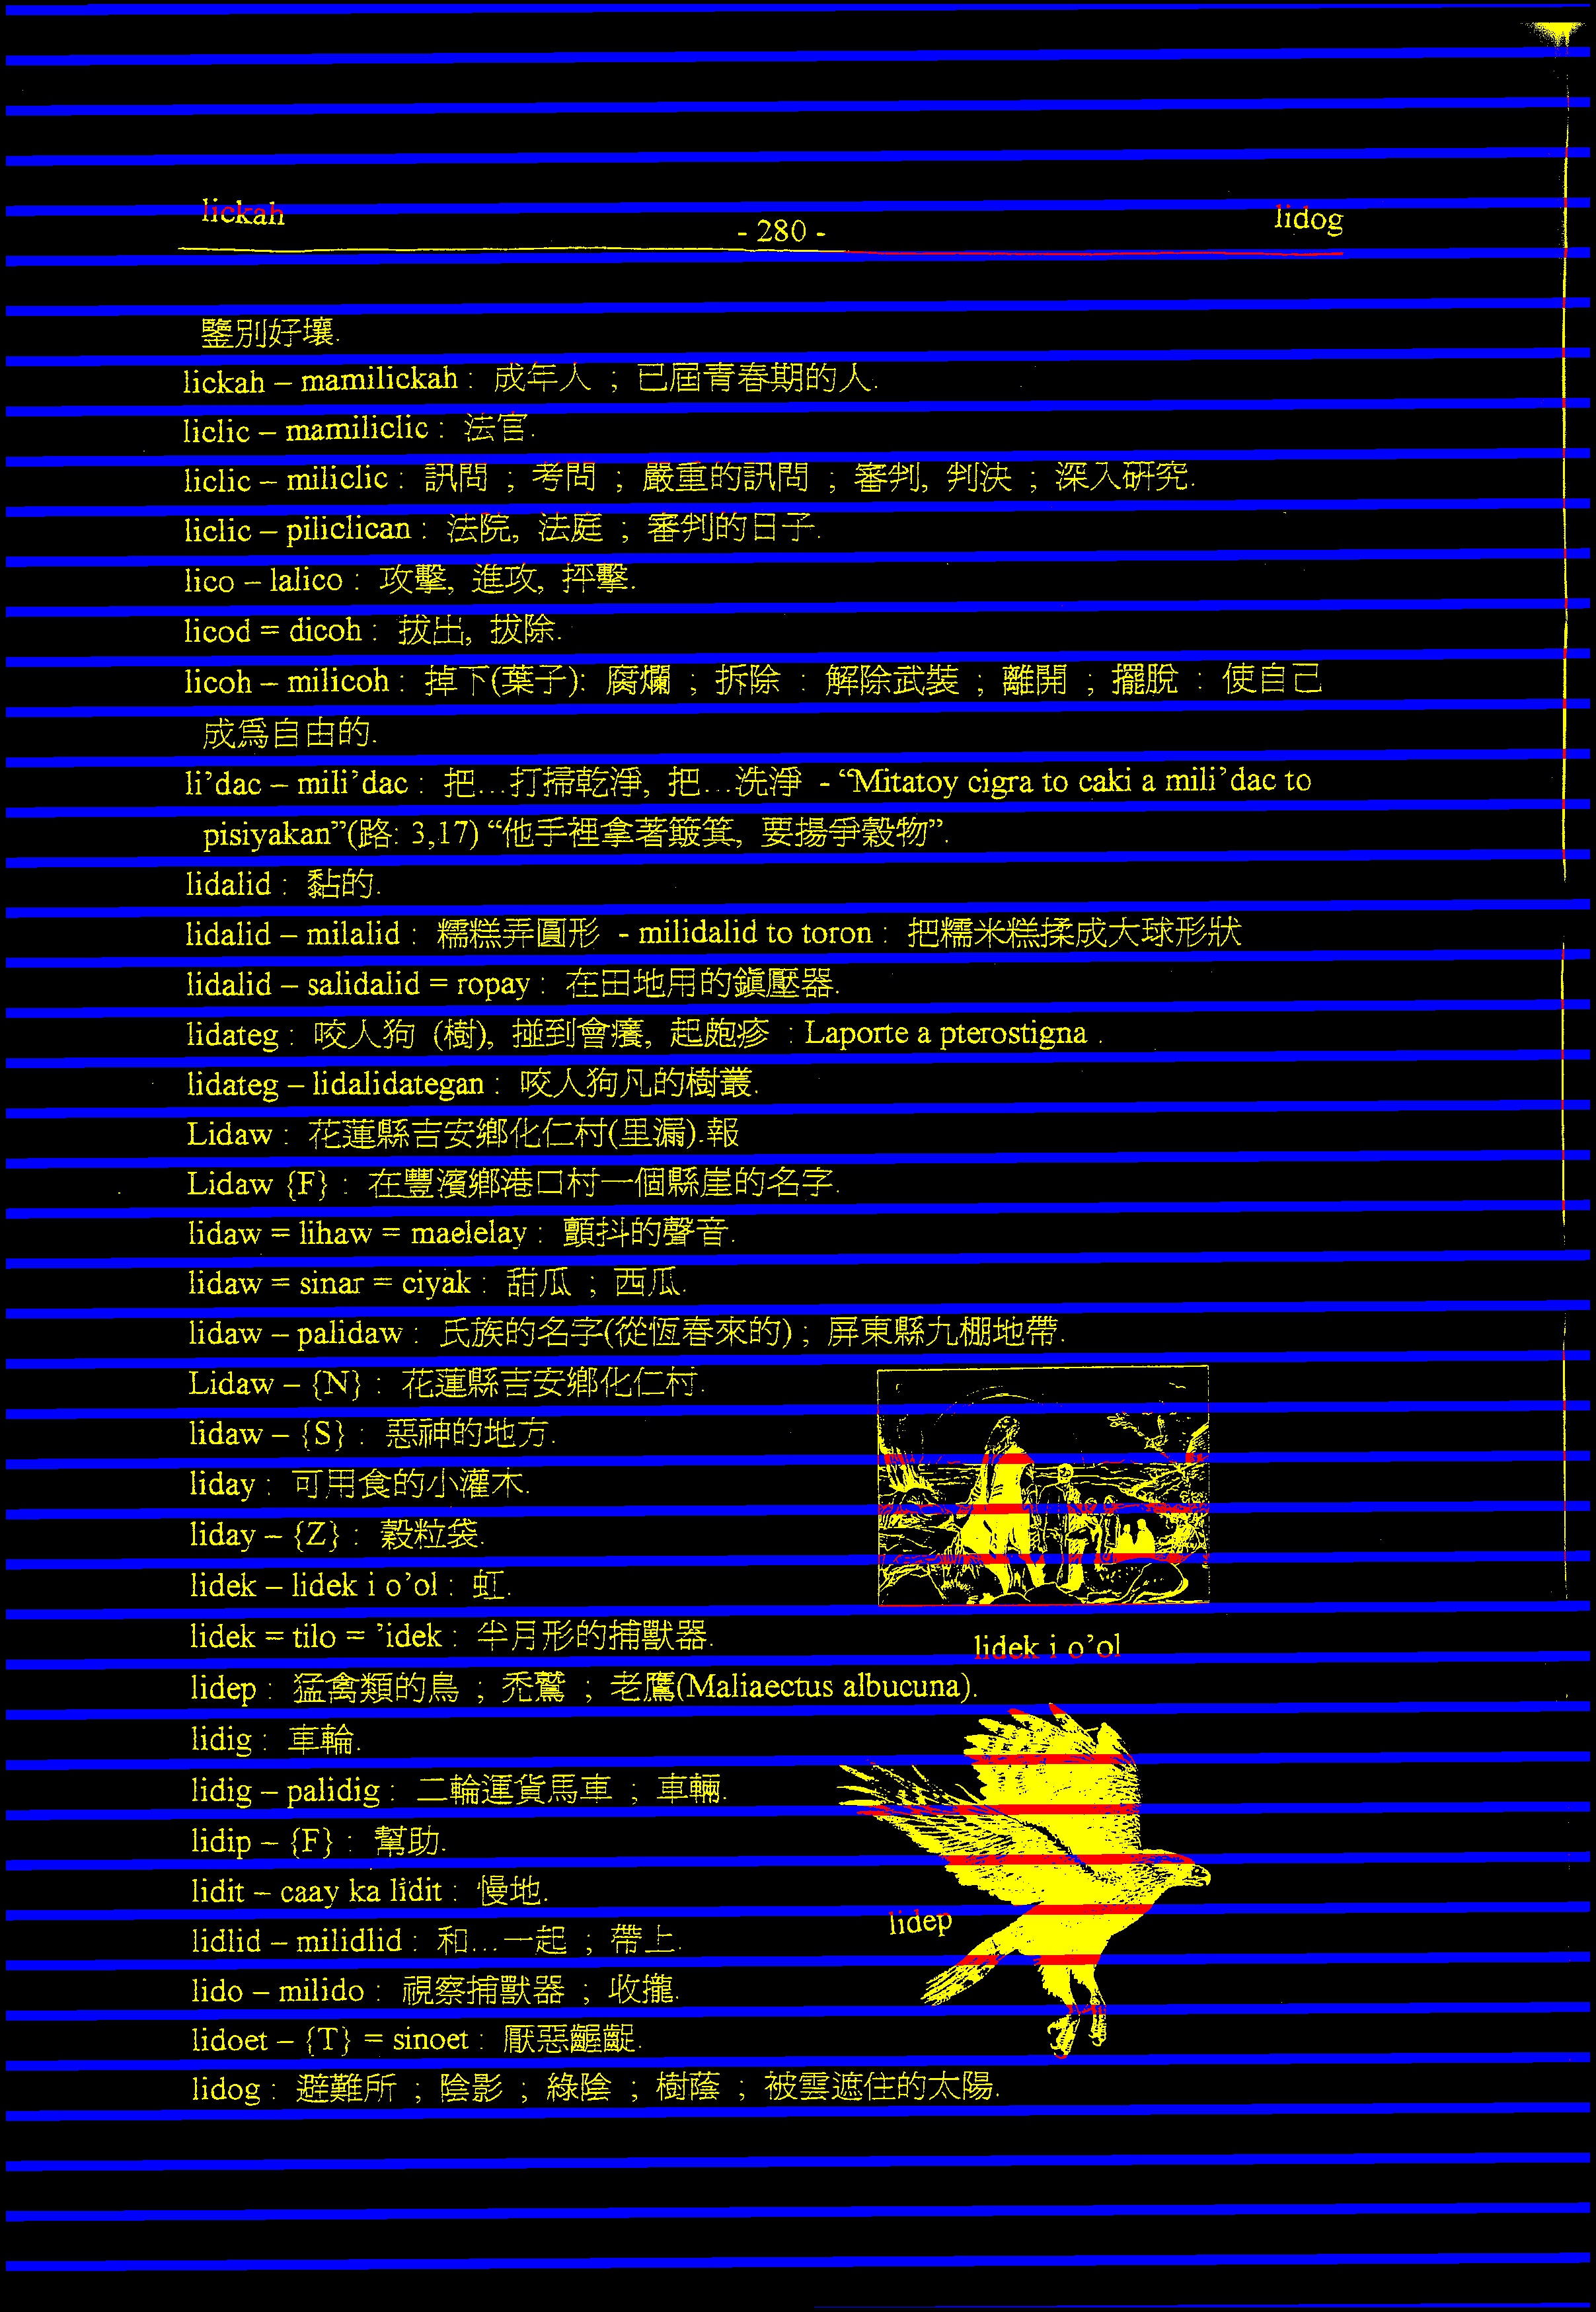 lickah
- 280 -
lidog
鑒別好壞.
lickah – mamilickah : 成年人 ; 已屆青春期的人.
liclic – mamiliclic : 法官.
liclic – miliclic : 訊問 ; 考問 ; 嚴重的訊問 ; 審判, 判決 ; 深入研究.
liclic – piliclican : 法院, 法庭 ; 審判的日子.
lico – lalico : 攻擊, 進攻, 抨擊.
licod = dicoh : 拔出, 拔除.
licoh – milicoh : 掉下(葉子): 腐爛 ; 拆除 : 解除武裝 ; 離開 ; 擺脫 : 使自己
成爲自由的.
li’dac – mili’dac : 把…打掃乾淨, 把…洗淨 - “Mitatoy cigra to caki a mili’dac to
pisiyakan”(路: 3,17) “他手裡拿著簸箕, 要揚爭穀物”.
lidalid : 黏的.
lidalid – milalid : 糯糕弄圓形 - milidalid to toron : 把糯米糕揉成大球形狀
lidalid – salidalid = ropay : 在田地用的鎮壓器.
lidateg : 咬人狗 (樹), 碰到會癢, 起皰疹 : Laporte a pterostigna .
lidateg – lidalidategan : 咬人狗凡的樹叢.
Lidaw : 花蓮縣吉安鄉化仁村(里漏).報
Lidaw {F} : 在豐濱鄉港口村一個縣崖的名字.
lidaw = lihaw = maelelay : 顫抖的聲音.
lidaw = sinar = ciyak : 甜瓜 ; 西瓜.
lidaw – palidaw : 氏族的名字(從恆春來的) ; 屏東縣九棚地帶.
Lidaw – {N} : 花蓮縣吉安鄉化仁村.
lidaw – {S} : 惡神的地方.
liday : 可用食的小灌木.
liday – {Z} : 穀粒袋.
lidek – lidek i o’ol : 虹.
lidek = tilo = ’idek : 半月形的捕獸器.
lidek i o’ol
lidep : 猛禽類的鳥 ; 禿鷲 ; 老鷹(Maliaectus albucuna).
lidig : 車輪.
lidig – palidig : 二輪運貨馬車 ; 車輛.
lidip – {F} : 幫助.
lidit – caay ka lidit : 慢地.
lidep
lidlid – milidlid : 和…一起 ; 帶上.
lido – milido : 視察捕獸器 ; 收攏.
lidoet – {T} = sinoet : 厭惡齷齪.
lidog : 避難所 ; 陰影 ; 綠陰 ; 樹蔭 ; 被雲遮住的太陽.